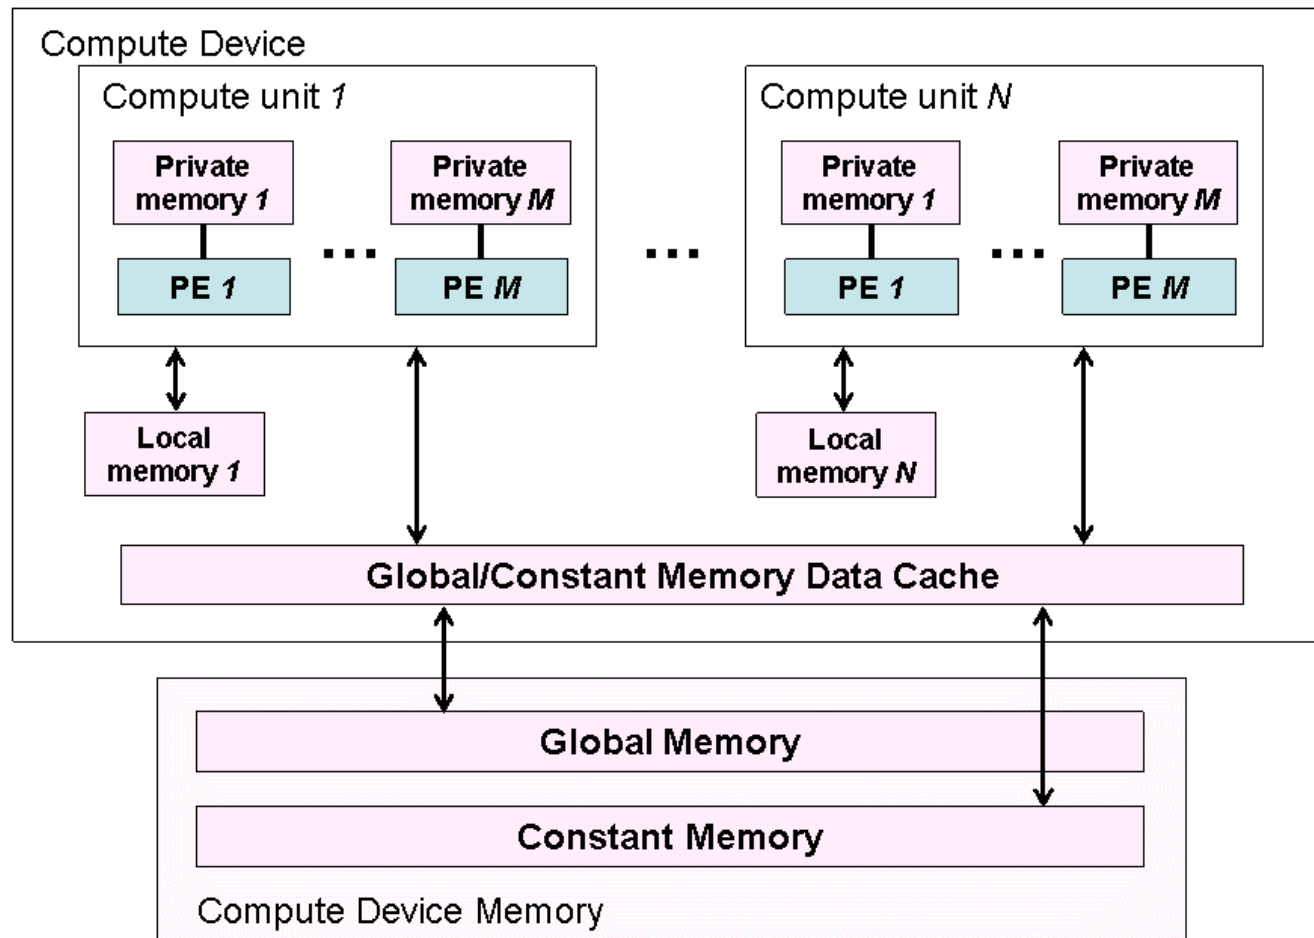 Compute Device
Compute unit 1
Compute unit N
Private
memory 1
Private
memory M
Private
memory 1
Private
memory M
...
...
...
PE 1
PE M
PE 1
PE M
Local
memory 1
Local
memory N
Global/Constant Memory Data Cache
Global Memory
Constant Memory
Compute Device Memory